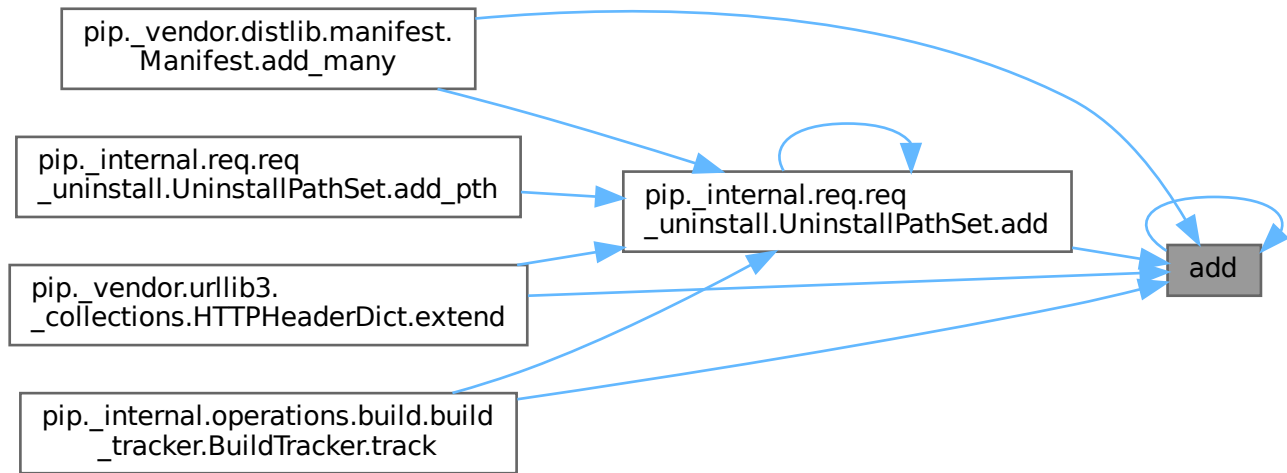 pip._vendor.distlib.manifest.
Manifest.add_many
pip._internal.req.req
_uninstall.UninstallPathSet.add_pth
pip._vendor.urllib3.
_collections.HTTPHeaderDict.extend
pip._internal.operations.build.build
_tracker.BuildTracker.track
pip._internal.req.req
_uninstall.UninstallPathSet.add
add